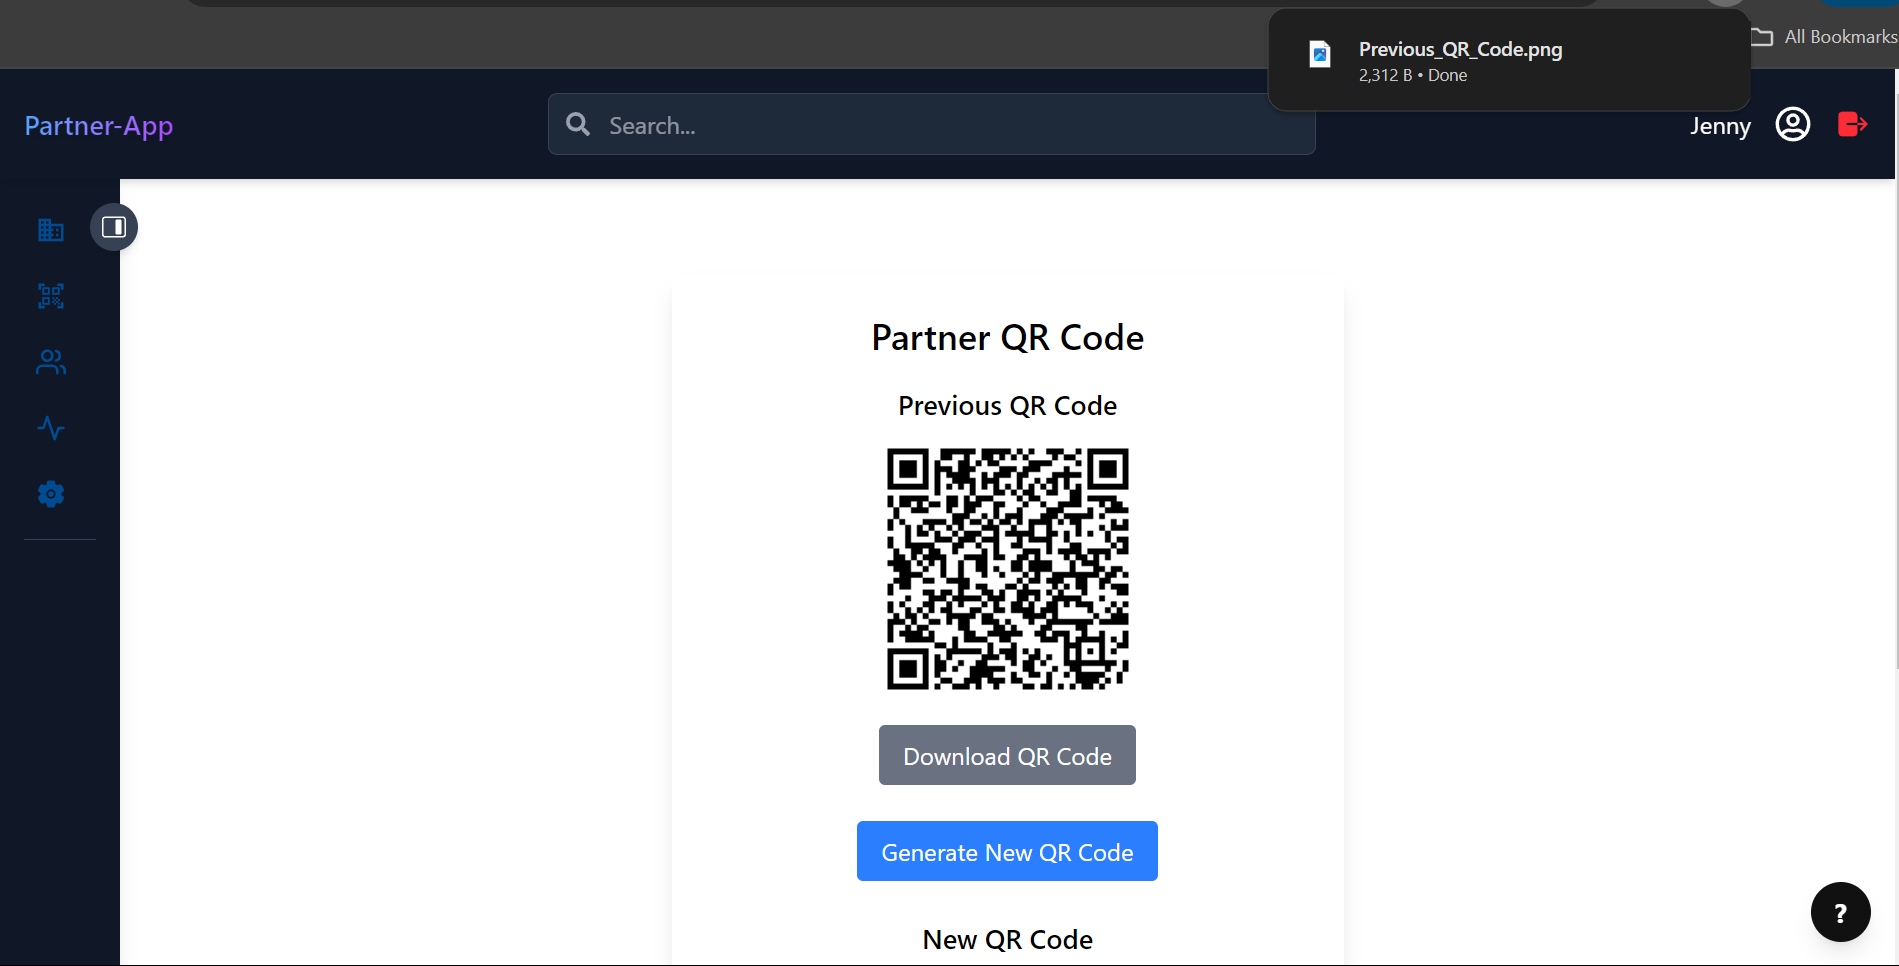 Previous_QR_Code.png
2,312 B • Done
All Bookmarks
Partner-App
Search...
Jenny
Partner QR Code
Previous QR Code
Download QR Code
Generate New QR Code
New QR Code
?